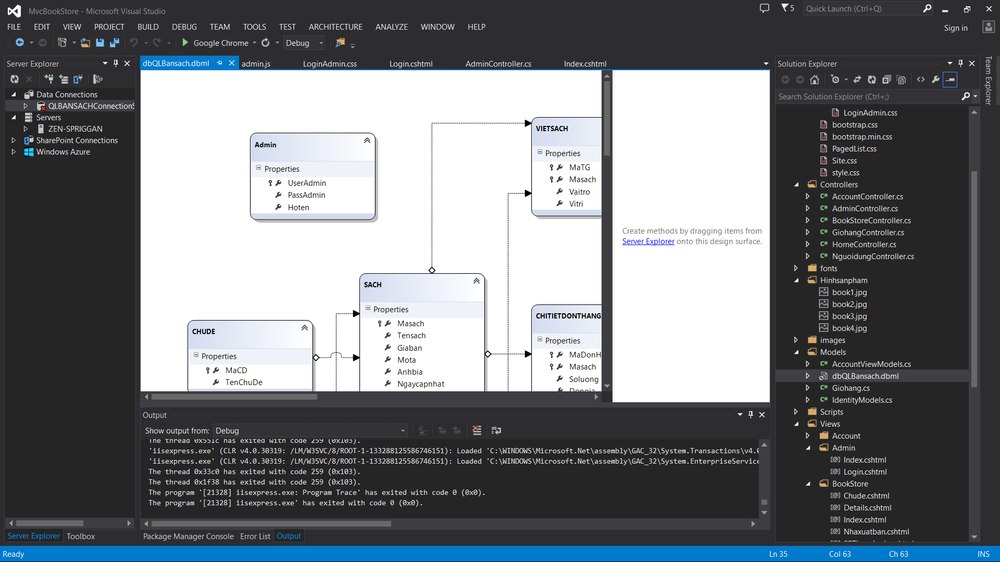 MvcBookStore - Microsoft Visual Studio
5
Quick Launch (Ctrl+Q)
FILE EDIT VIEW PROJECT BUILD DEBUG TEAM TOOLS TEST ARCHITECTURE ANALYZE WINDOW HELP
Sign in
Google Chrome
Debug
Server Explorer
Data Connections
QLBANSACHConnectionS
Servers
ZEN-SPRIGGAN
SharePoint Connections
Windows Azure
Server Explorer
Toolbox
dbQLBansach.dbml
admin.js
LoginAdmin.css
Login.cshtml
AdminController.cs
Index.cshtml
Admin
Properties
UserAdmin
PassAdmin
Hoten
VIETSACH
Properties
MaTG
Masach
Vaitro
Vitri
SACH
Properties
Masach
Tensach
Giaban
Mota
Anhbia
Ngaycapnhat
CHUDE
Properties
MaCD
TenChuDe
CHITIETDONTHANG
Properties
MaDonH
Masach
Soluong
Dongia
Create methods by dragging items from
Server Explorer onto this design surface.
Output
Show output from: Debug
The thread 0x551c has exited with code 259 (0x103).
'iisexpress.exe' (CLR v4.0.30319: /LM/W3SVC/8/ROOT-1-133288125586746151): Loaded 'C:\WINDOWS\Microsoft.Net\assembly\GAC_32\System.Transactions\v4.0
'iisexpress.exe' (CLR v4.0.30319: /LM/W3SVC/8/ROOT-1-133288125586746151): Loaded 'C:\WINDOWS\Microsoft.Net\assembly\GAC_32\System.EnterpriseService
The thread 0x33c0 has exited with code 259 (0x103).
The thread 0x1f38 has exited with code 259 (0x103).
The program '[21328] iisexpress.exe: Program Trace' has exited with code 0 (0x0).
The program '[21328] iisexpress.exe' has exited with code 0 (0x0).
Package Manager Console
Error List
Output
Solution Explorer
Search Solution Explorer (Ctrl+;)
LoginAdmin.css
bootstrap.css
bootstrap.min.css
PagedList.css
Site.css
style.css
Controllers
AccountController.cs
AdminController.cs
BookStoreController.cs
GiohangController.cs
HomeController.cs
NguoidungController.cs
fonts
Hinhsanpham
book1.jpg
book2.jpg
book3.jpg
book4.jpg
images
Models
AccountViewModels.cs
dbQLBansach.dbml
Giohang.cs
IdentityModels.cs
Scripts
Views
Account
Admin
Index.cshtml
Login.cshtml
BookStore
Chude.cshtml
Details.cshtml
Index.cshtml
Nhaxuatban.cshtml
Team Explorer
Ready
Ln 35
Col 63
Ch 63
INS